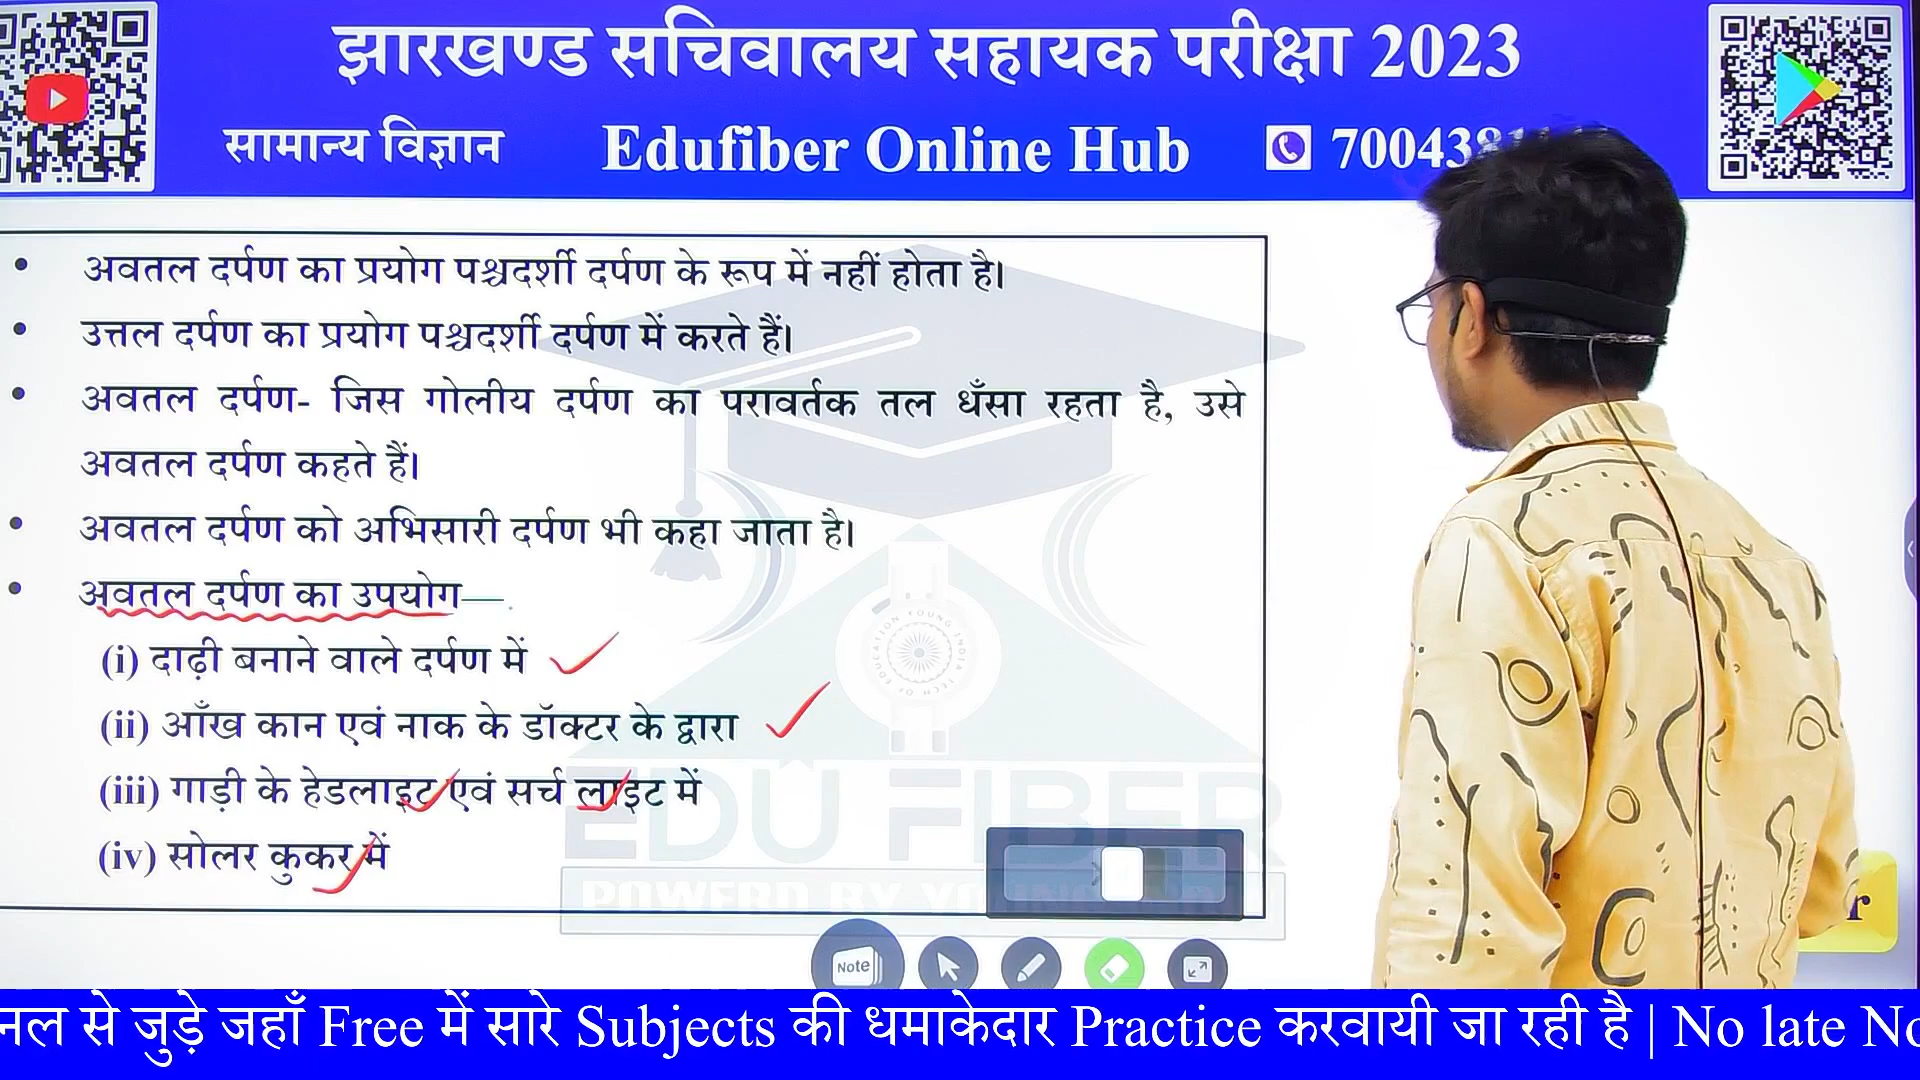 झारखण्ड सचिवालय सहायक परीक्षा 2023
सामान्य विज्ञान Edufiber Online Hub
• अवतल दर्पण का प्रयोग पश्चदर्शी दर्पण के रूप में नहीं होता है।
• उत्तल दर्पण का प्रयोग पश्चदर्शी दर्पण में करते हैं।
• अवतल दर्पण- जिस गोलीय दर्पण का परावर्तक तल धँसा रहता है, उसे
अवतल दर्पण कहते हैं।
• अवतल दर्पण को अभिसारी दर्पण भी कहा जाता है।
• अवतल दर्पण का उपयोग—
(i) दाढ़ी बनाने वाले दर्पण में
(ii) आँख कान एवं नाक के डॉक्टर के द्वारा
(iii) गाड़ी के हेडलाइट एवं सर्च लाइट में
(iv) सोलर कुकर में
EDU FIBER
Note
से जुड़े जहाँ Free में सारे Subjects की धमाकेदार Practice करवायी जा रही है | No late